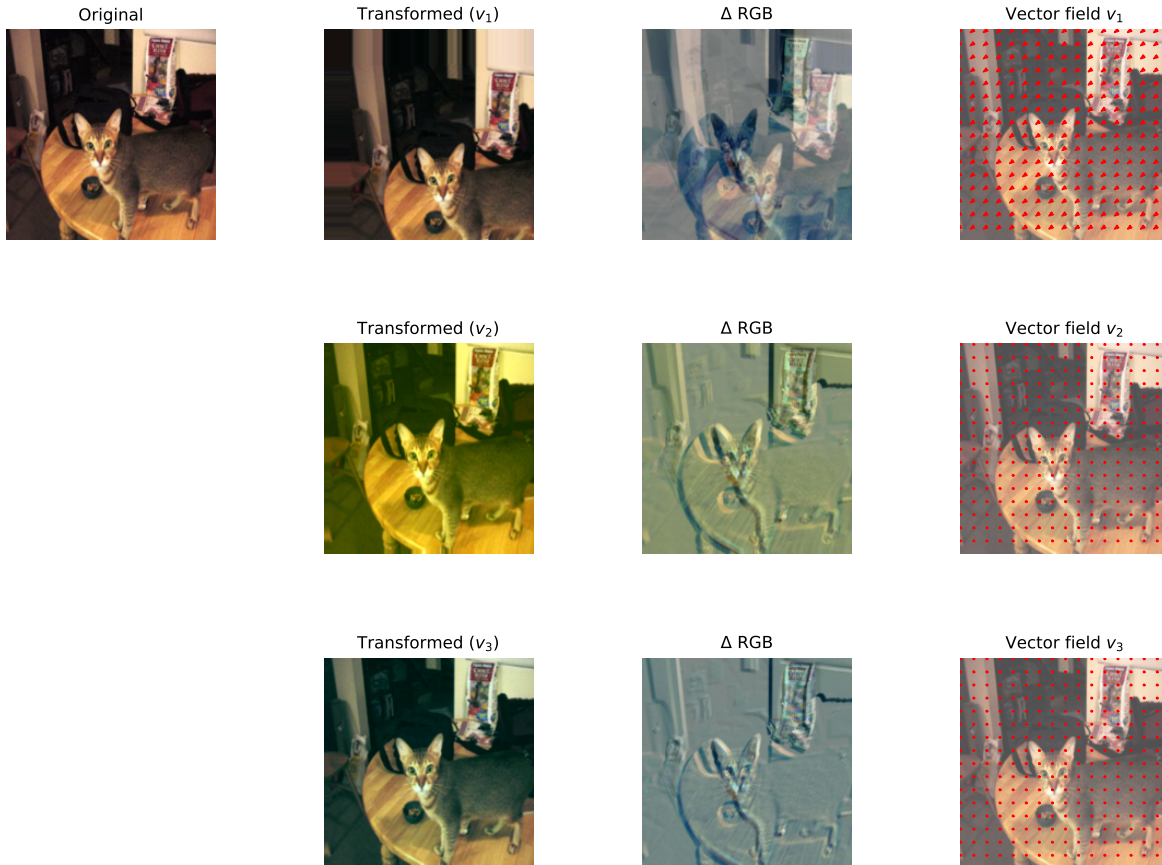 Original
Transformed (v₁)
Δ RGB
Vector field v₁
Transformed (v₂)
Δ RGB
Vector field v₂
Transformed (v₃)
Δ RGB
Vector field v₃